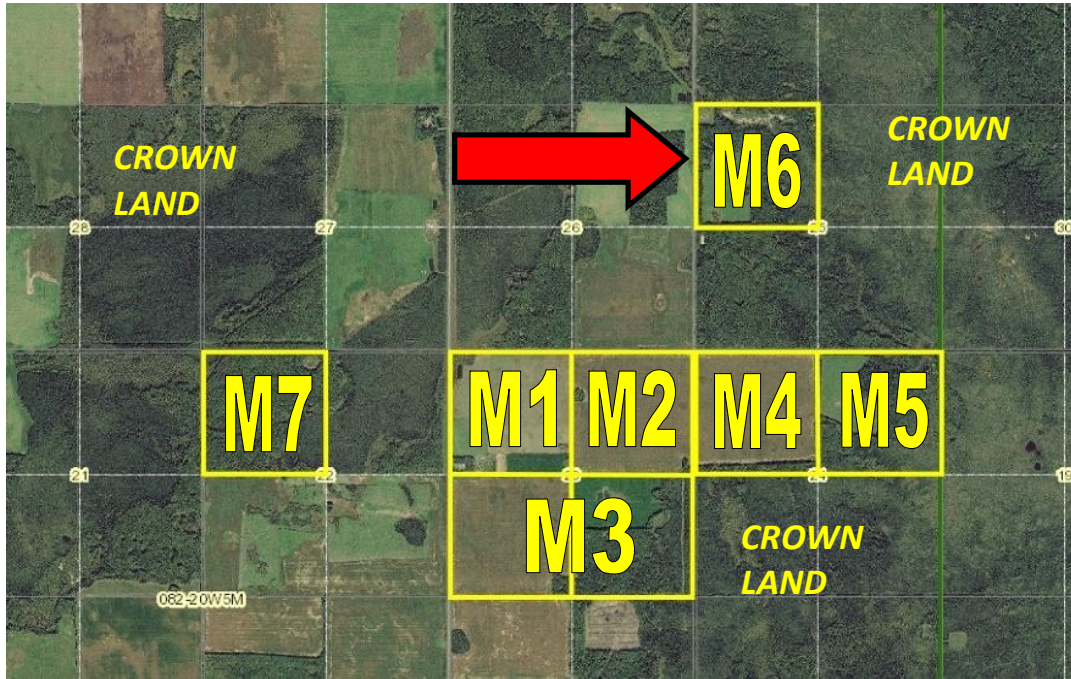 CROWN
LAND
CROWN
LAND
M6
28
27
26
25
30
M7
M1
M2
M4
M5
21
22
23
24
19
M3
CROWN
LAND
082-20W5M